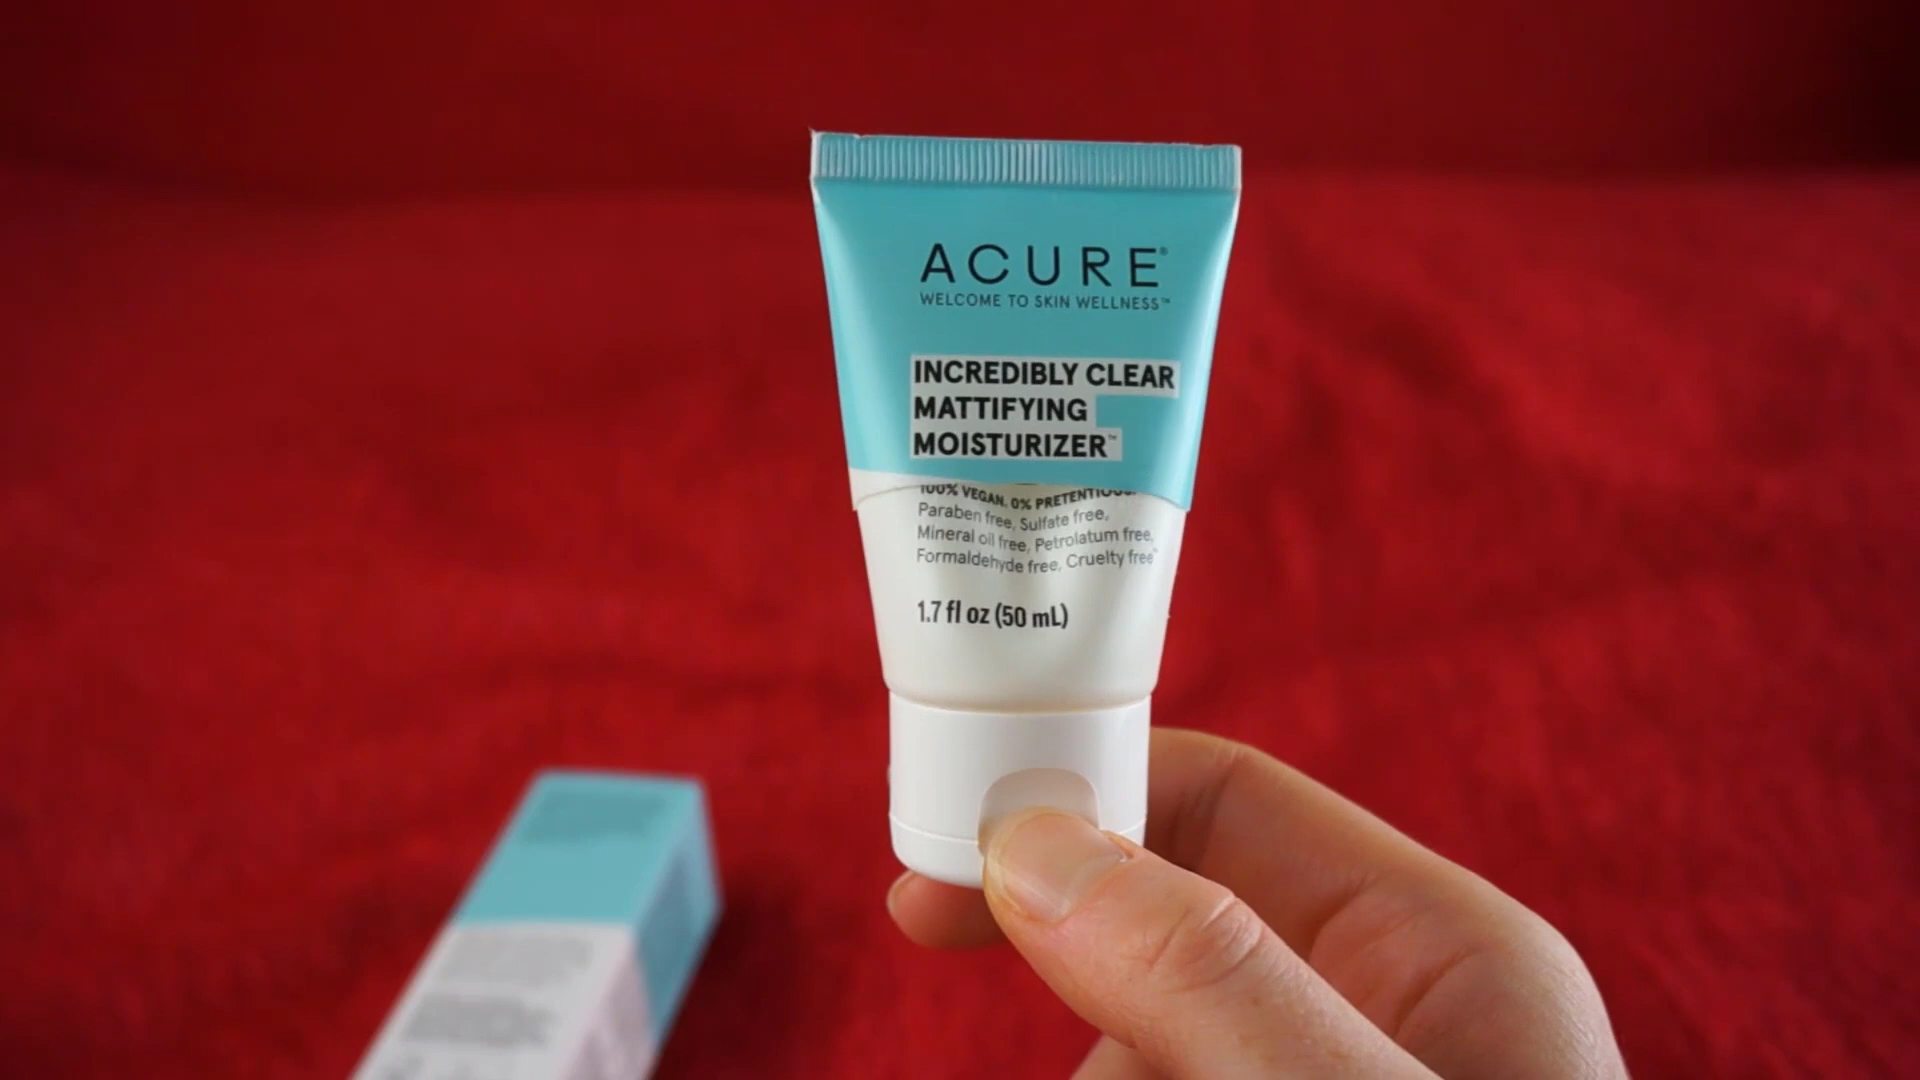 ACURE®
WELCOME TO SKIN WELLNESS™
INCREDIBLY CLEAR
MATTIFYING
MOISTURIZER™
100% VEGAN. 0% PRETENTIOUS.
Paraben free, Sulfate free,
Mineral oil free, Petrolatum free,
Formaldehyde free, Cruelty free
1.7 fl oz (50 mL)